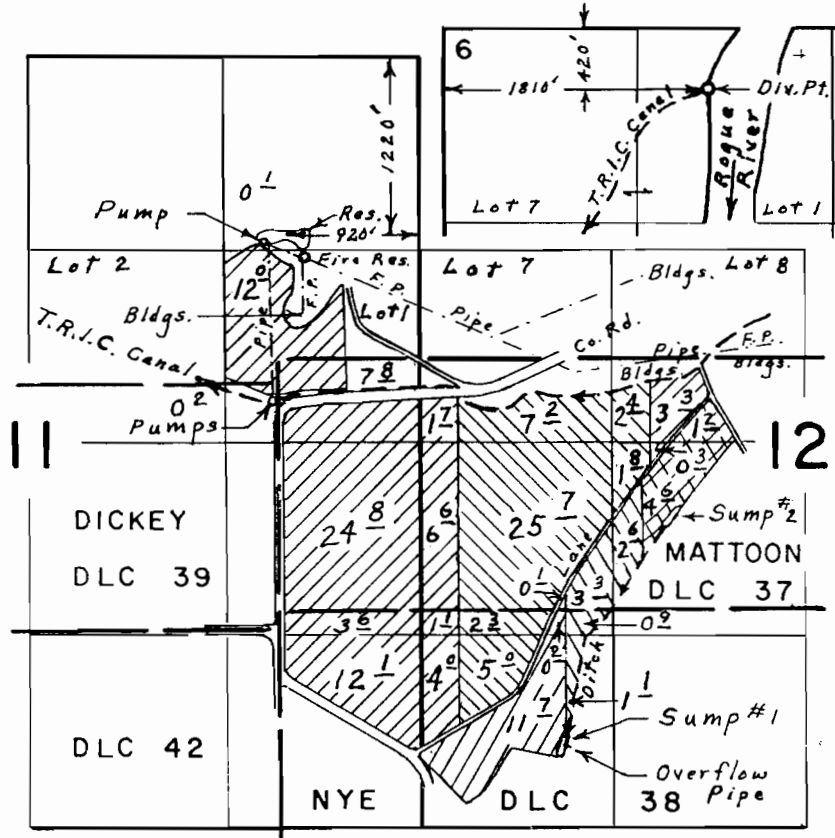 6
420'
1810'
Div. Pt.
T.R.I.C. Canal
Rogue River
Lot 7
Lot 1
1220'
0 1
Pump
Res.
920'
Fire Res.
Lot 2
Lot 7
Bldgs.
Lot 8
12 0
F.P.
F.P.
Pipe
Bldgs.
Pipe
Lot 1
Co. Rd.
T.R.I.C. Canal
Pipe
F.P.
Bldgs.
Bldgs.
7 8
0 2
Pumps
1 7
7 2
2 4
3 3
1 2
11
12
1 8
0 3
DICKEY
DLC 39
24 8
6 6
25 7
4 6
Sump #2
2 6
MATTOON
DLC 37
Lane
0 1
3 3
3 6
1 1
2 3
0 9
12 1
4 0
5 0
0 2
Ditch
1 1
11 7
Sump #1
DLC 42
Overflow Pipe
NYE
DLC
38